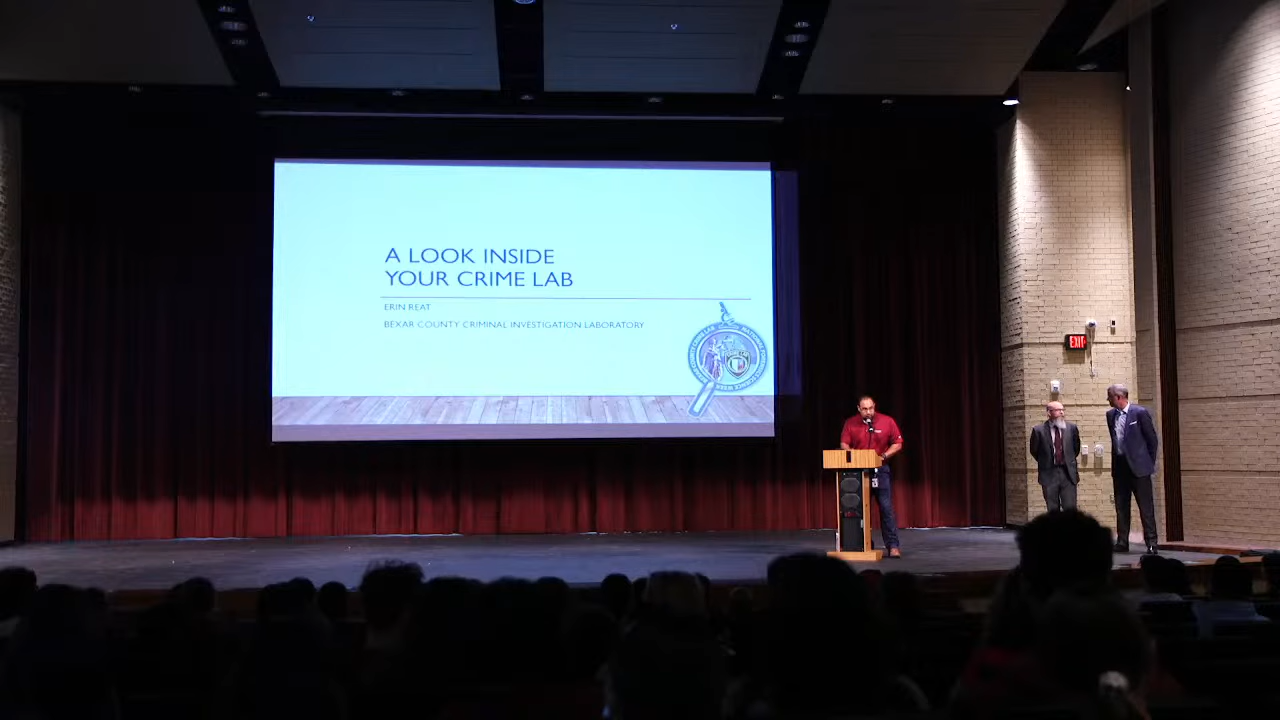 A LOOK INSIDE
YOUR CRIME LAB
ERIN REAT
BEXAR COUNTY CRIMINAL INVESTIGATION LABORATORY
EXIT